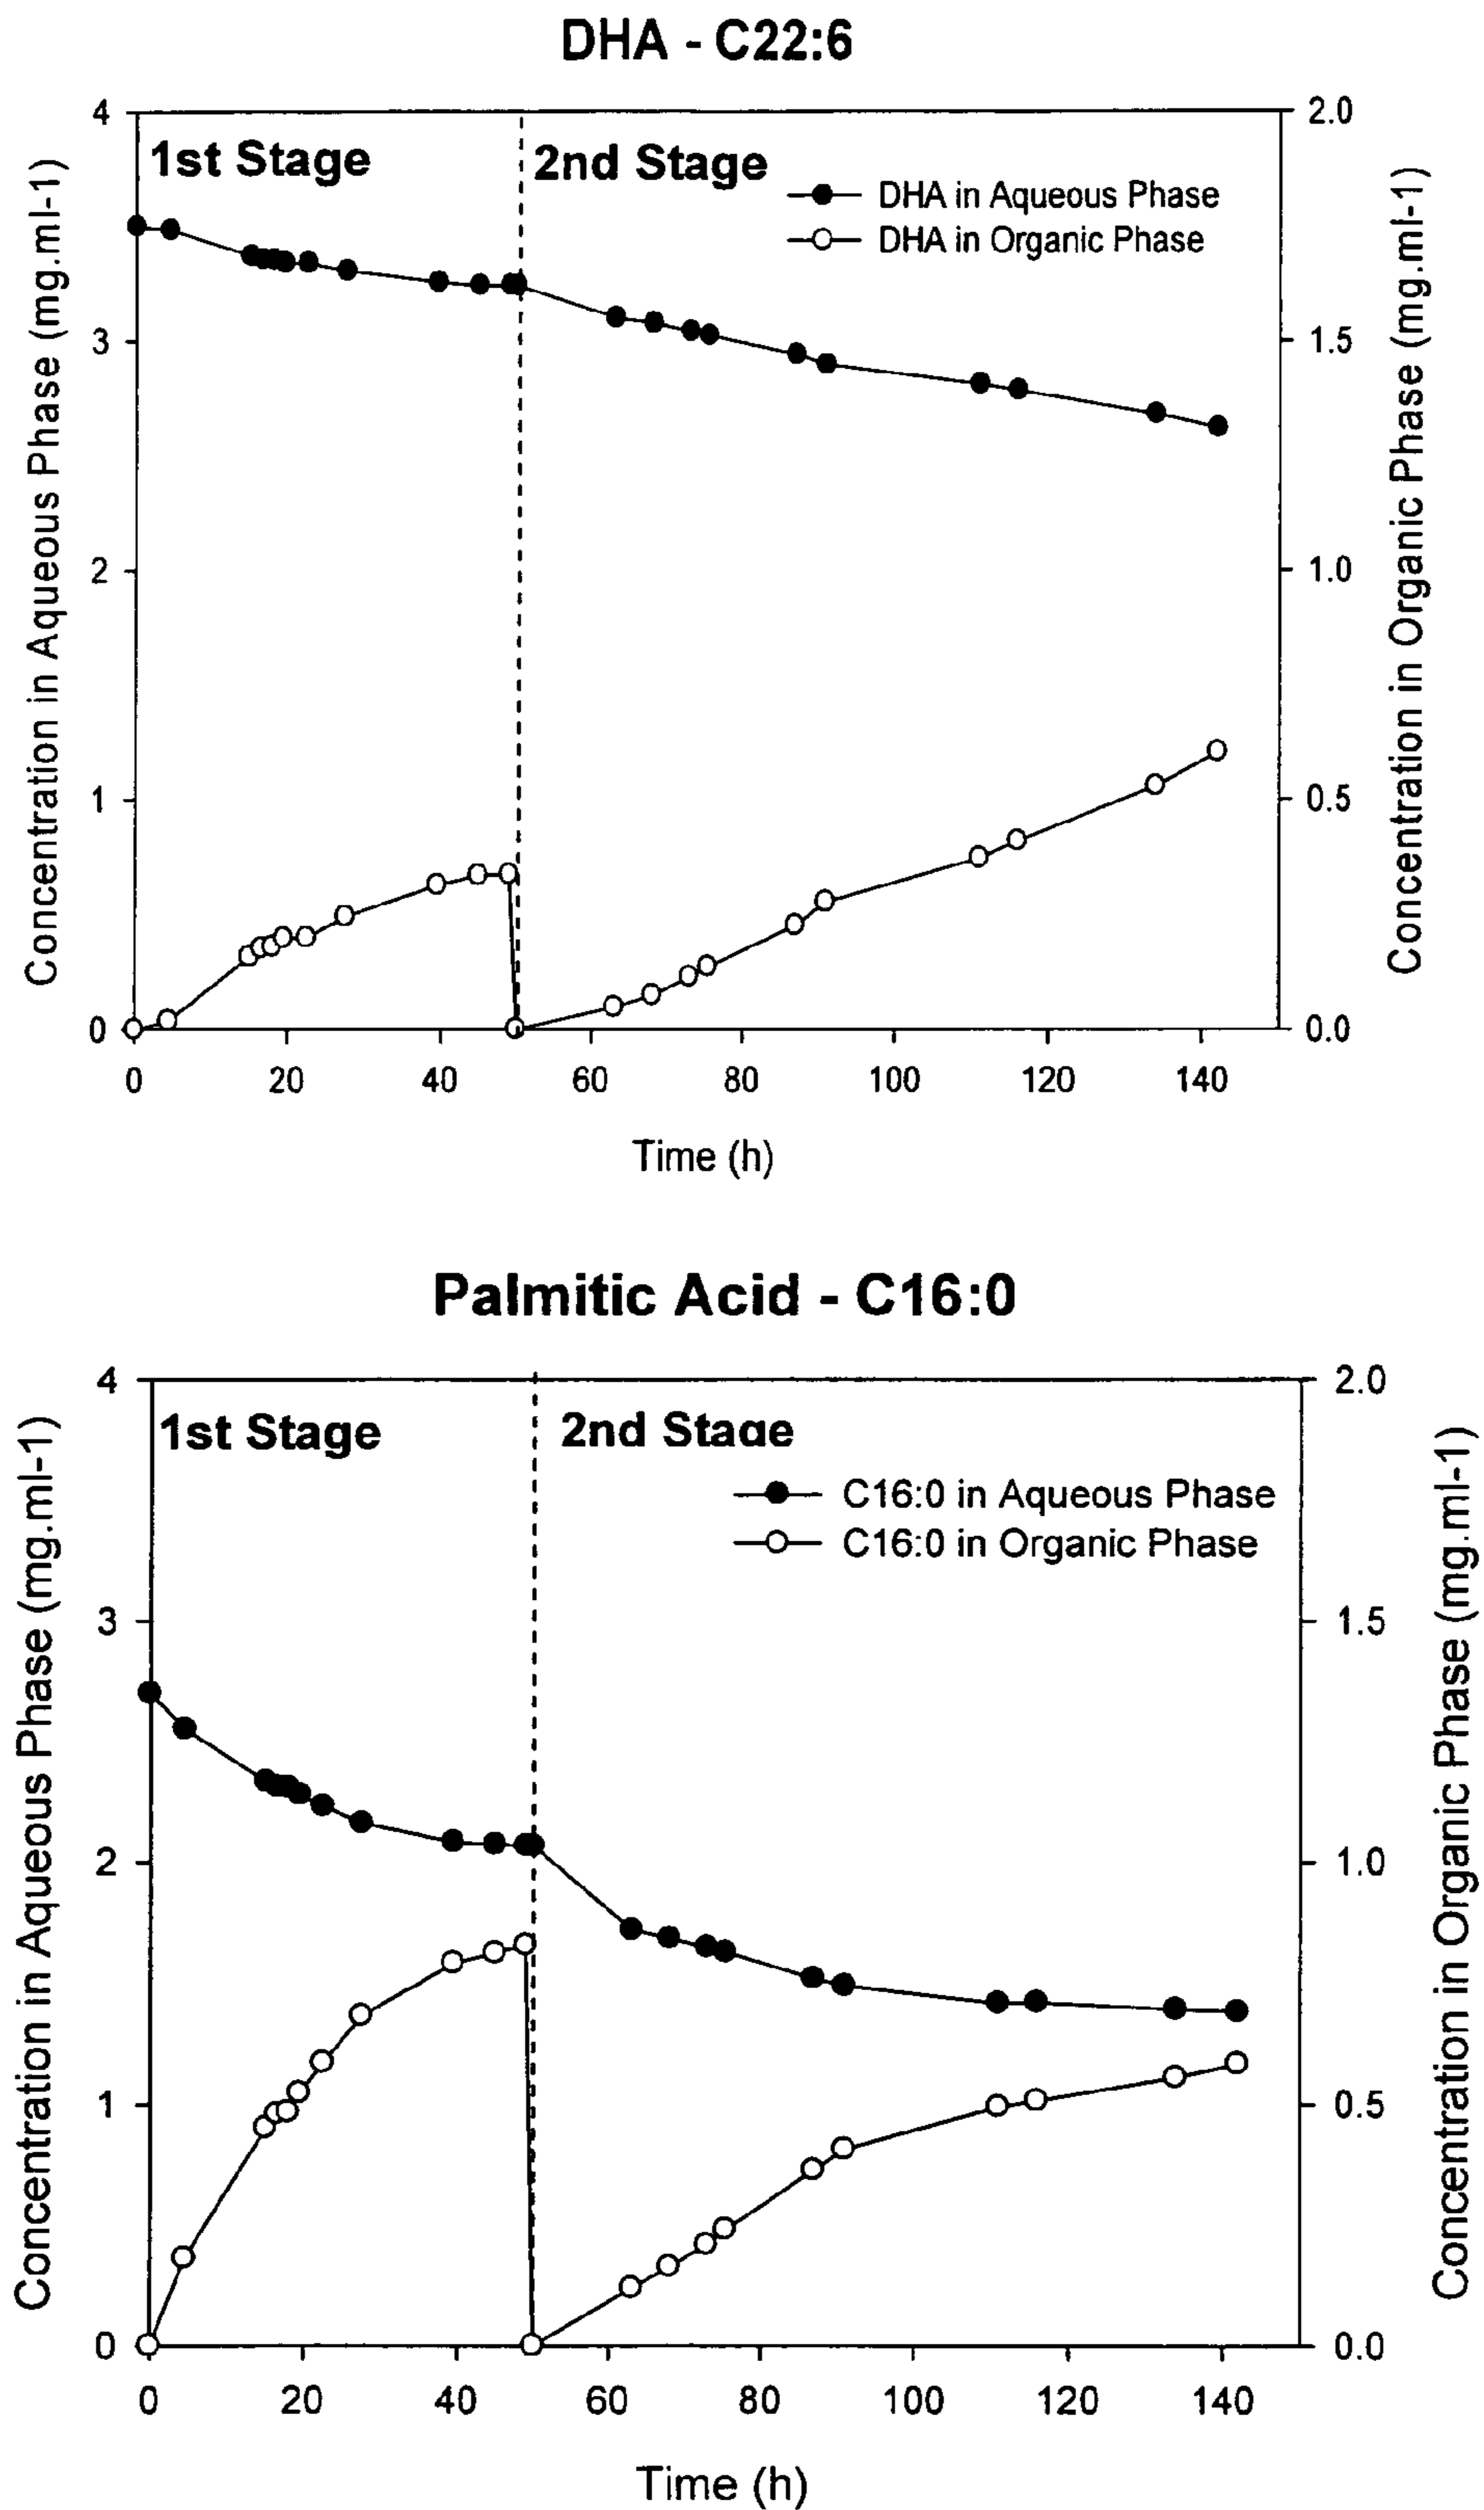 DHA - C22:6
4
2.0
1st Stage
2nd Stage
DHA in Aqueous Phase
DHA in Organic Phase
3
1.5
2
1.0
1
0.5
0
0.0
Concentration in Aqueous Phase (mg.ml-1)
Concentration in Organic Phase (mg.ml-1)
0 20 40 60 80 100 120 140
Time (h)
Palmitic Acid - C16:0
4
2.0
1st Stage
2nd Stage
C16:0 in Aqueous Phase
C16:0 in Organic Phase
3
1.5
2
1.0
1
0.5
0
0.0
Concentration in Aqueous Phase (mg.ml-1)
Concentration in Organic Phase (mg.ml-1)
0 20 40 60 80 100 120 140
Time (h)